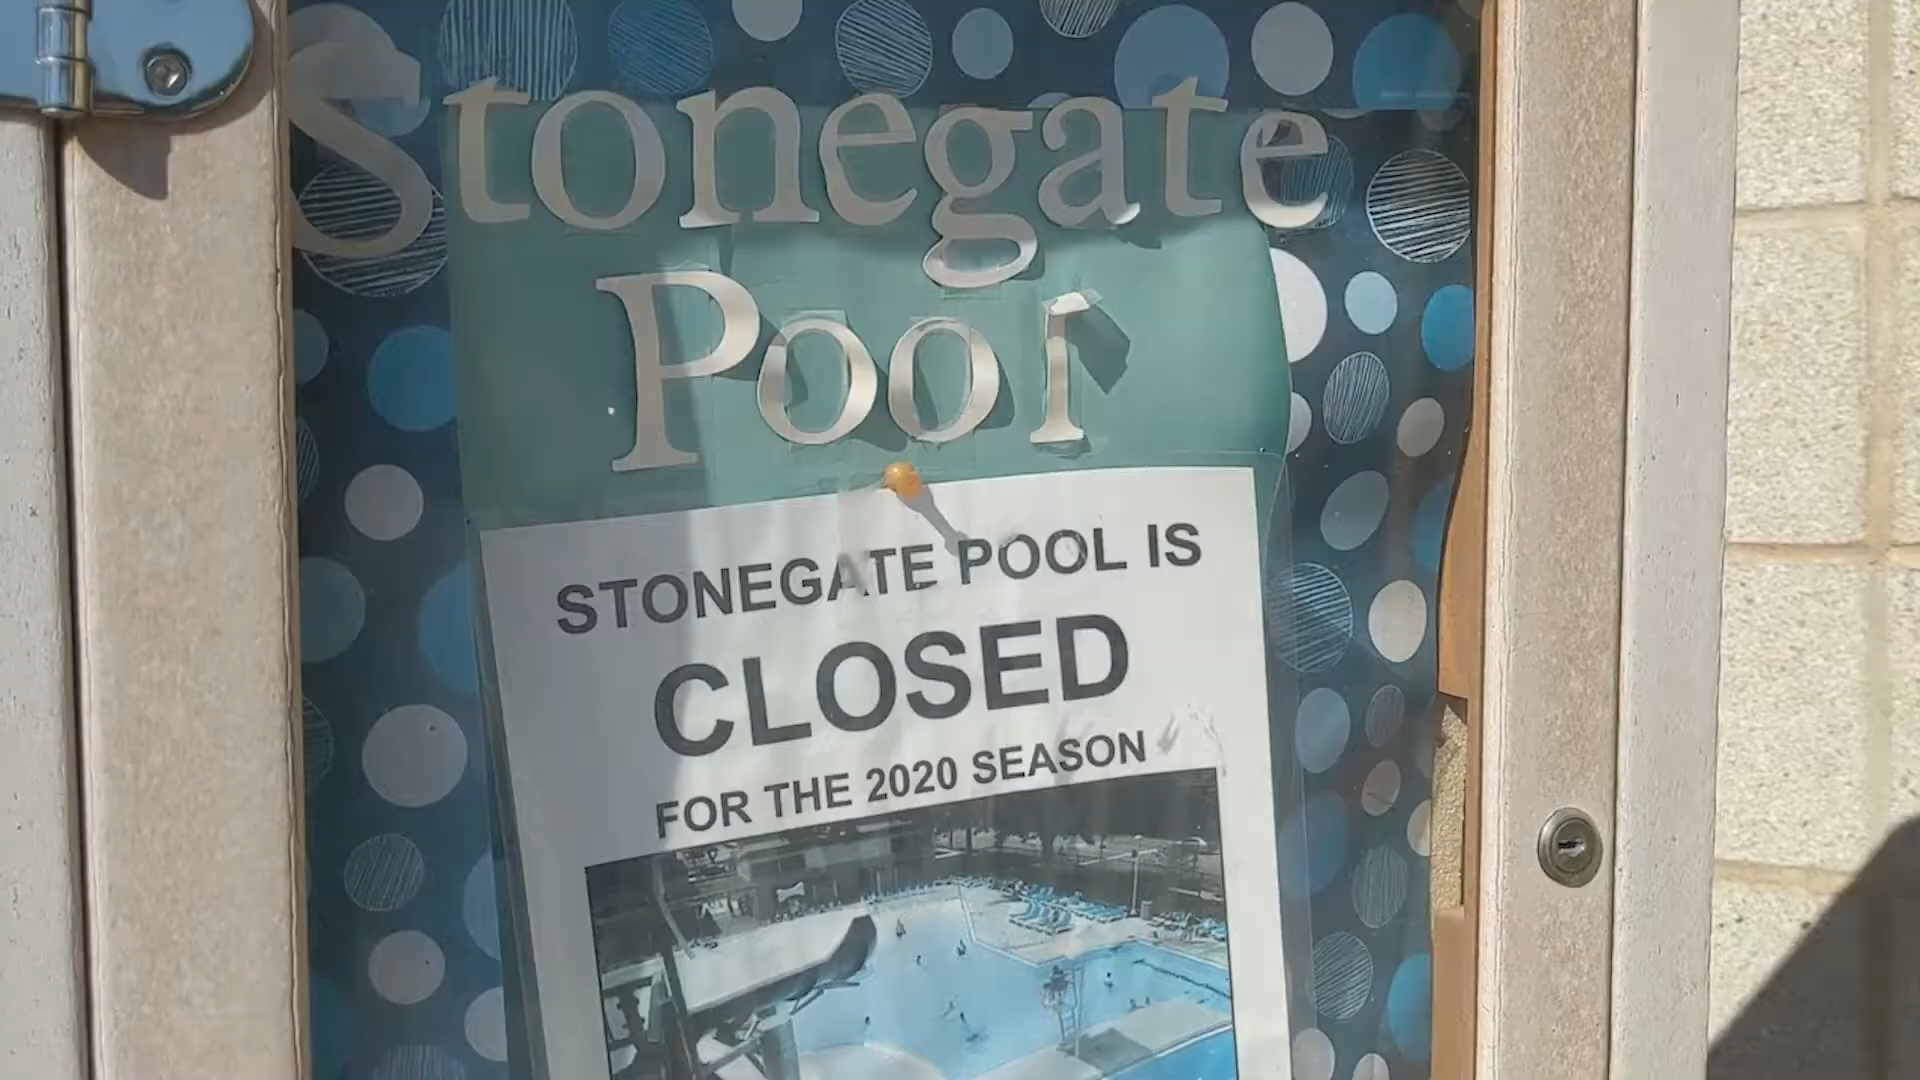 Stonegate
Pool
STONEGATE POOL IS
CLOSED
FOR THE 2020 SEASON